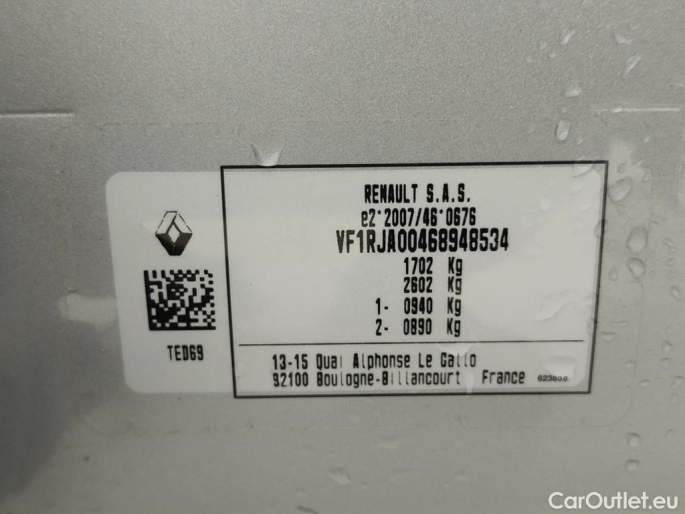 RENAULT S.A.S.
e2*2007/46*0676
VF1RJA00468948534
1702 Kg
2602 Kg
1- 0940 Kg
2- 0890 Kg
TED69
13-15 Quai Alphonse Le Gallo
92100 Boulogne-Billancourt France
CarOutlet.eu